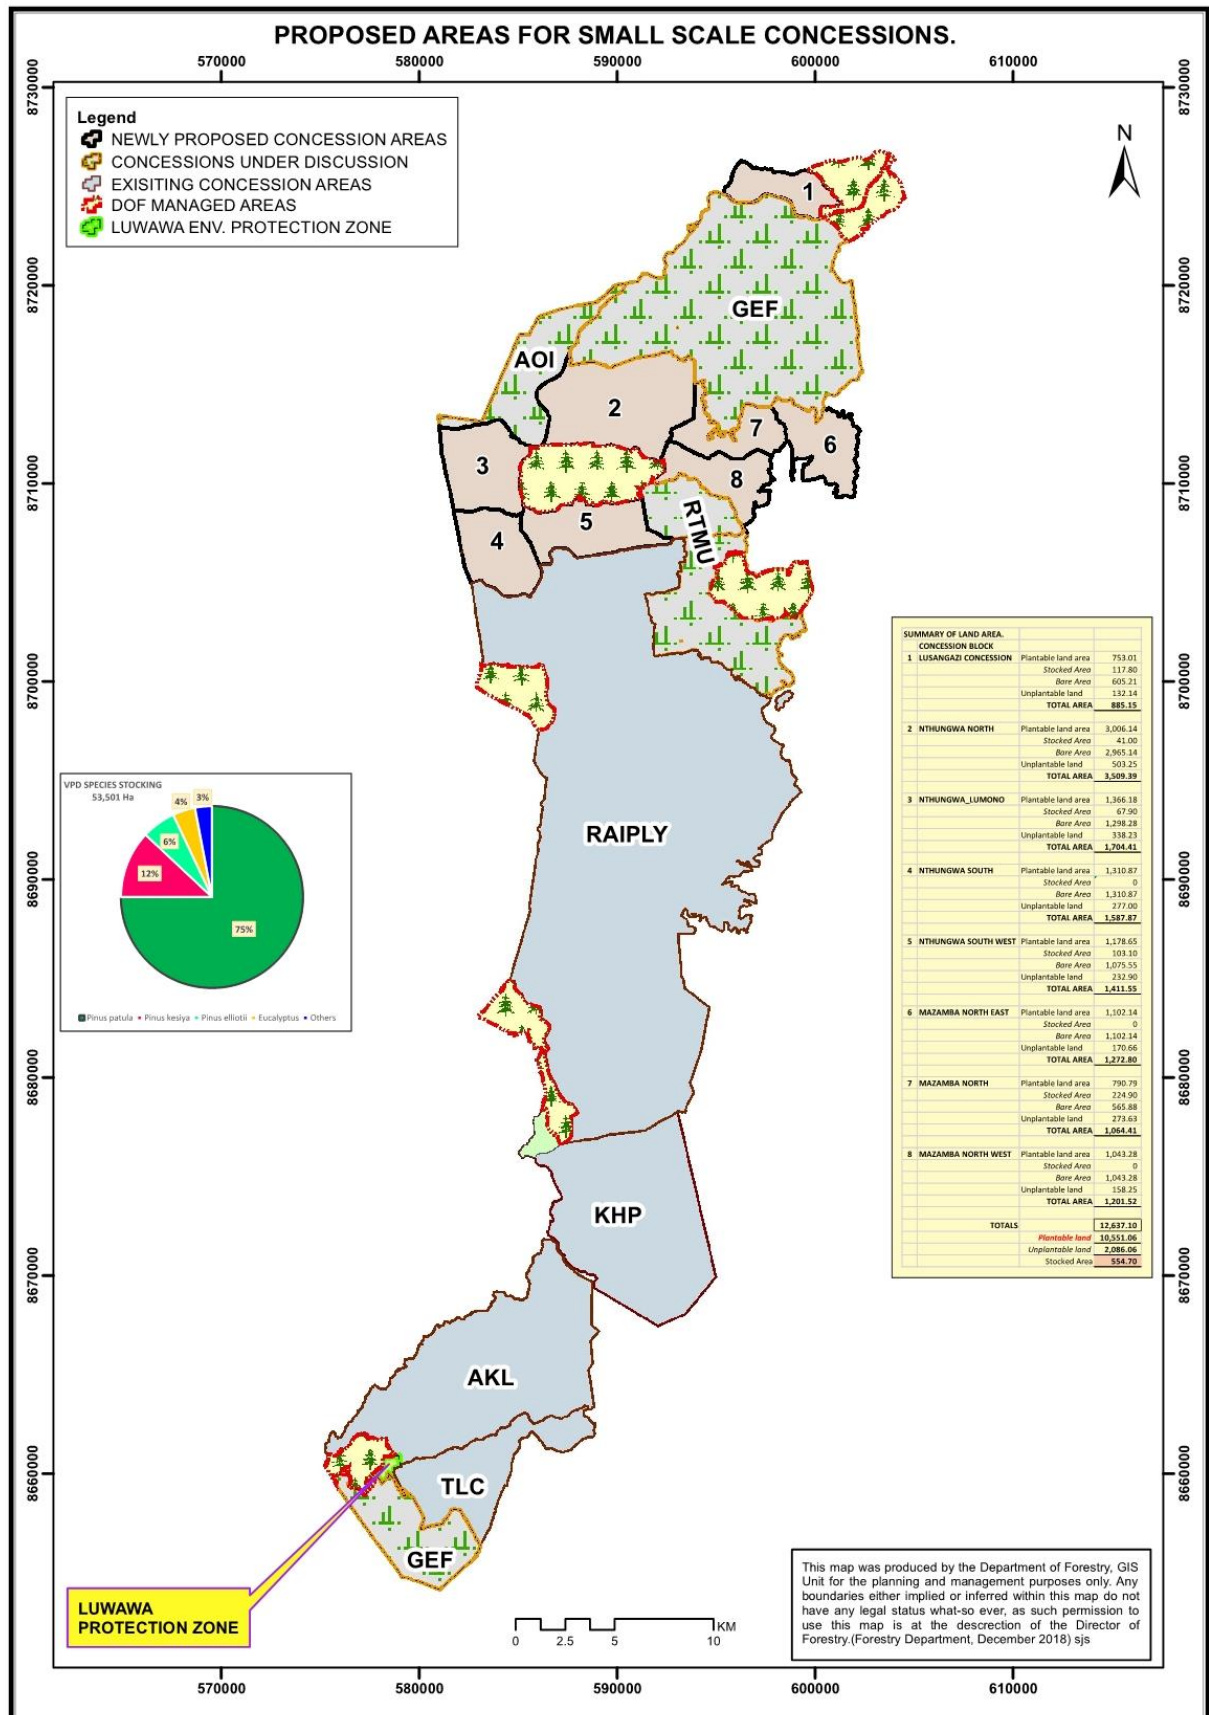 PROPOSED AREAS FOR SMALL SCALE CONCESSIONS.
570000 580000 590000 600000 610000
8730000 8730000
Legend
NEWLY PROPOSED CONCESSION AREAS
CONCESSIONS UNDER DISCUSSION
EXISITING CONCESSION AREAS
DOF MANAGED AREAS
LUWAWA ENV. PROTECTION ZONE
N
1
8720000 8720000
GEF
AOI
2
7
6
3
8
8710000 8710000
5
4
RTMU
SUMMARY OF LAND AREA.
CONCESSION BLOCK
1 LUSANGAZI CONCESSION Plantable land area 753.01
Stocked Area 117.80
Bare Area 605.21
Unplantable land 132.14
TOTAL AREA 885.15
2 NTHUNGWA NORTH Plantable land area 3,006.14
Stocked Area 41.00
Bare Area 2,965.14
Unplantable land 503.25
TOTAL AREA 3,509.39
3 NTHUNGWA_LUMONO Plantable land area 1,366.18
Stocked Area 67.90
Bare Area 1,298.28
Unplantable land 338.23
TOTAL AREA 1,704.41
4 NTHUNGWA SOUTH Plantable land area 1,310.87
Stocked Area 0
Bare Area 1,310.87
Unplantable land 277.00
TOTAL AREA 1,587.87
5 NTHUNGWA SOUTH WEST Plantable land area 1,178.65
Stocked Area 103.10
Bare Area 1,075.55
Unplantable land 232.90
TOTAL AREA 1,411.55
6 MAZAMBA NORTH EAST Plantable land area 1,102.14
Stocked Area 0
Bare Area 1,102.14
Unplantable land 170.66
TOTAL AREA 1,272.80
7 MAZAMBA NORTH Plantable land area 790.79
Stocked Area 224.90
Bare Area 565.88
Unplantable land 273.63
TOTAL AREA 1,064.41
8 MAZAMBA NORTH WEST Plantable land area 1,043.28
Stocked Area 0
Bare Area 1,043.28
Unplantable land 158.25
TOTAL AREA 1,201.52
TOTALS 12,637.10
Plantable land 10,551.06
Unplantable land 2,086.06
Stocked Area 554.70
8700000 8700000
VPD SPECIES STOCKING
53,501 Ha
4% 3%
6%
12%
75%
Pinus patula Pinus kesiya Pinus elliotii Eucalyptus Others
RAIPLY
8690000 8690000
8680000 8680000
KHP
8670000 8670000
AKL
8660000 8660000
TLC
GEF
LUWAWA
PROTECTION ZONE
0 2.5 5 10 KM
This map was produced by the Department of Forestry, GIS
Unit for the planning and management purposes only. Any
boundaries either implied or inferred within this map do not
have any legal status what-so ever, as such permission to
use this map is at the descrection of the Director of
Forestry.(Forestry Department, December 2018) sjs
570000 580000 590000 600000 610000